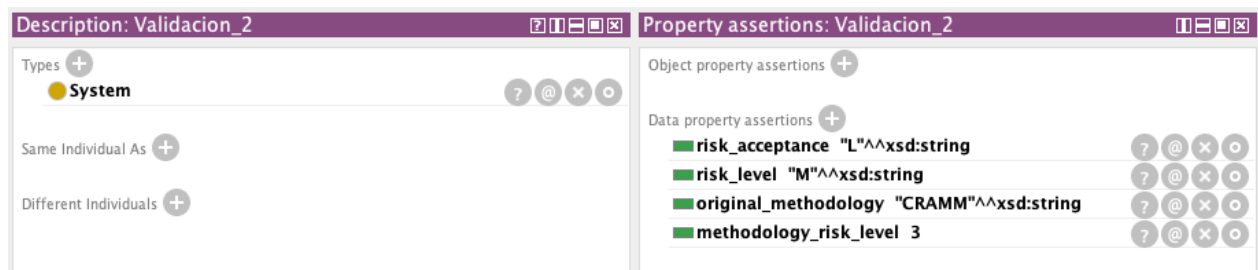 Description: Validacion_2
Types
System
Same Individual As
Different Individuals
Property assertions: Validacion_2
Object property assertions
Data property assertions
risk_acceptance "L"^^xsd:string
risk_level "M"^^xsd:string
original_methodology "CRAMM"^^xsd:string
methodology_risk_level 3